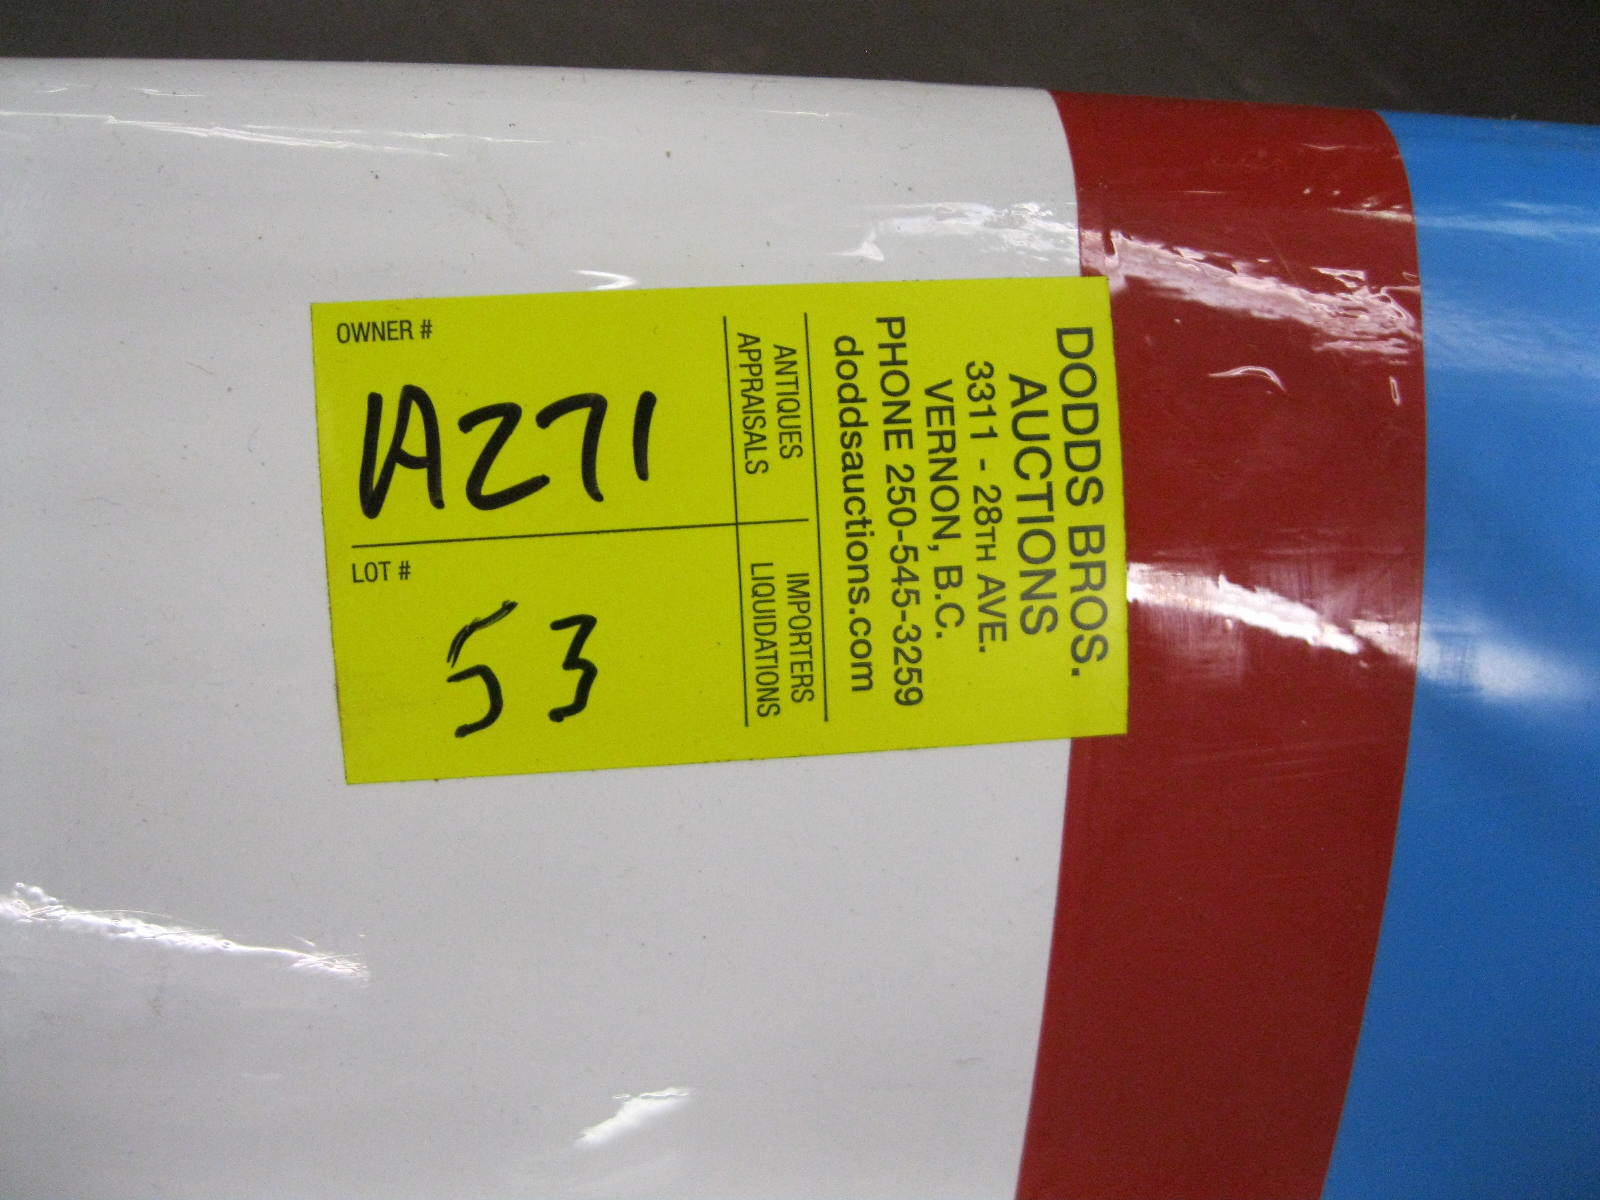 DODDS BROS.
AUCTIONS
3311 - 28TH AVE.
VERNON, B.C.
PHONE 250-545-3259
doddsauctions.com
ANTIQUES
APPRAISALS
IMPORTERS
LIQUIDATIONS
OWNER #
1A271
LOT #
53